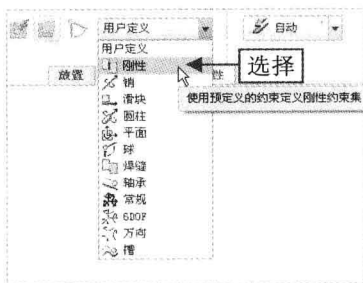 用户定义
自动
用户定义
刚性
选择
放置
性
使用预定义的约束定义刚性约束集
销
滑块
圆柱
平面
球
焊缝
轴承
常规
6DOF
万向
槽